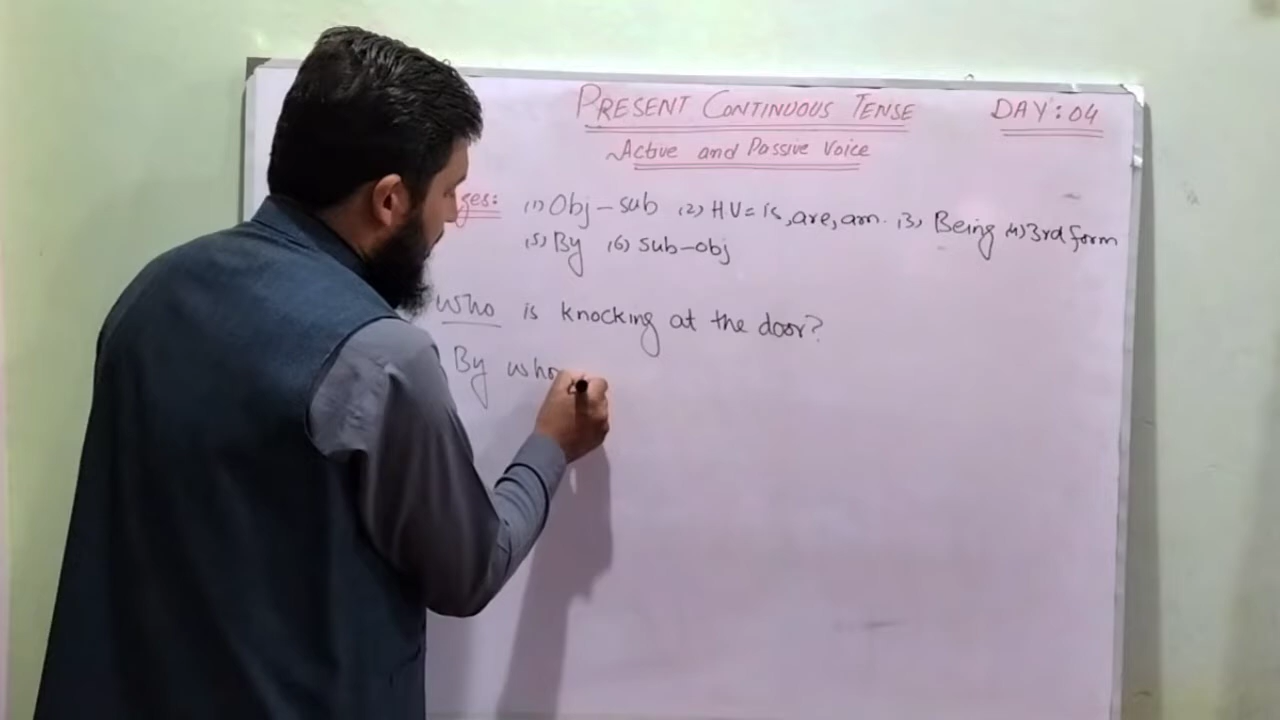 PRESENT CONTINUOUS TENSE
DAY: 04
Active and Passive Voice
ges: (1) Obj - sub (2) HV = is, are, am. (3) Being (4) 3rd form
(5) By (6) sub - obj
Who is knocking at the door?
By who